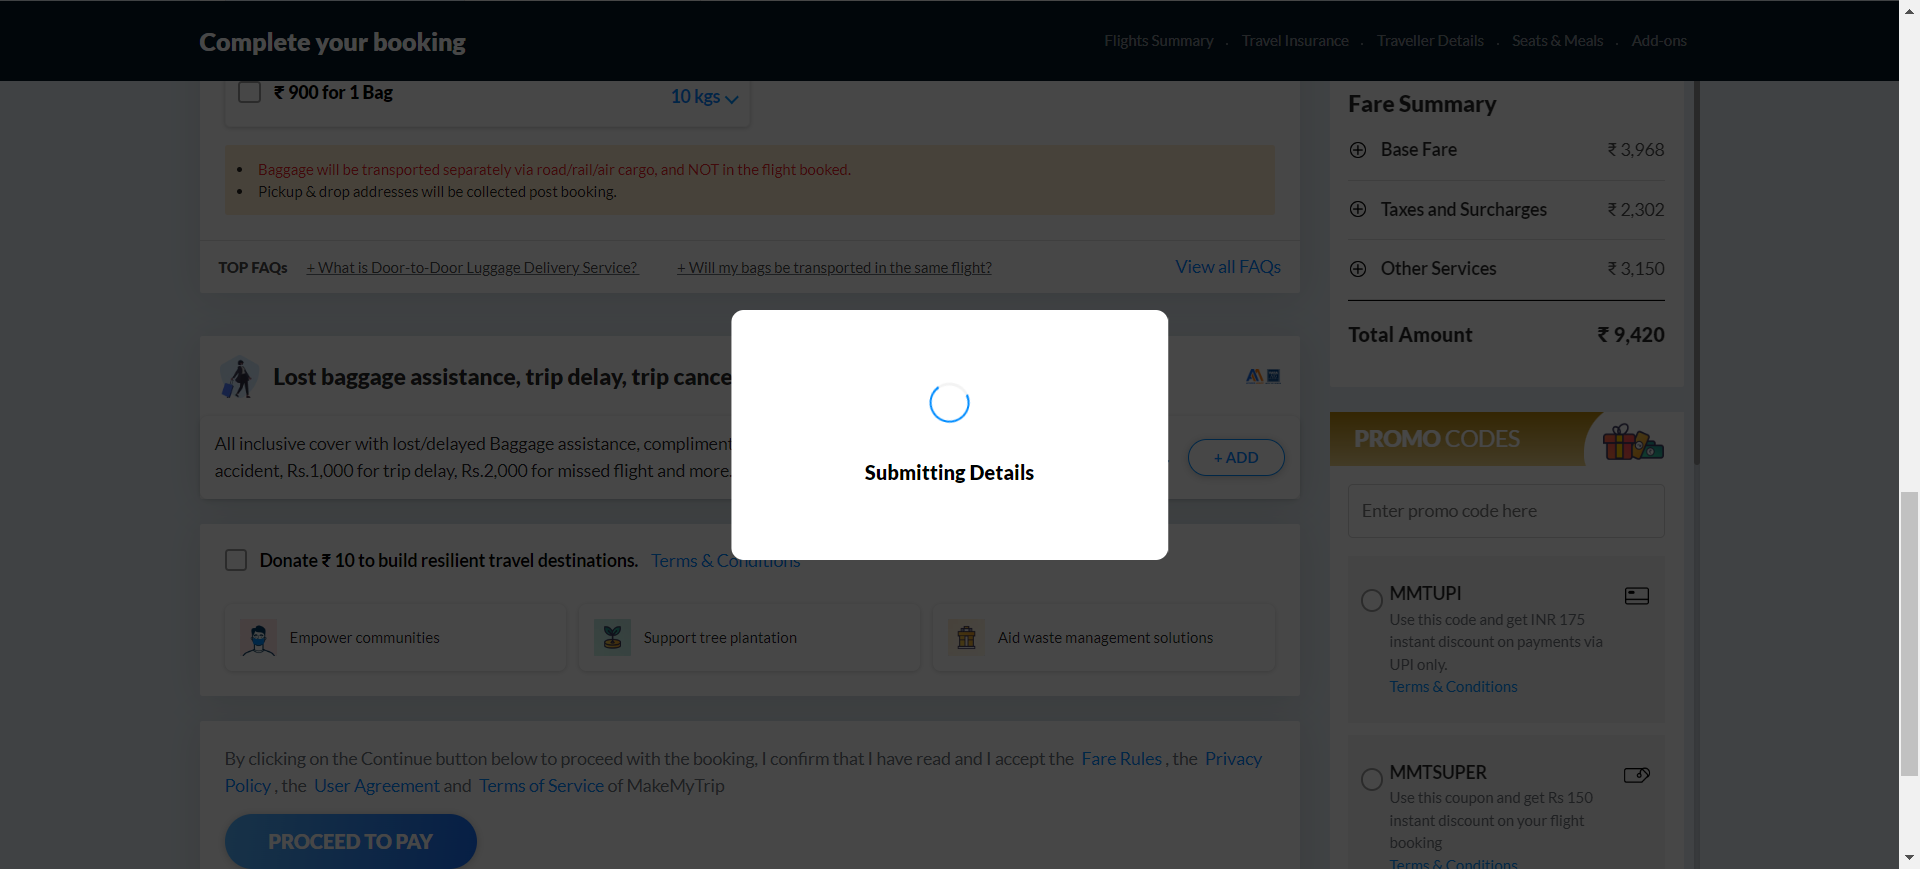 Complete your booking
Flights Summary . Travel Insurance . Traveller Details . Seats & Meals . Add-ons
₹ 900 for 1 Bag
10 kgs
Baggage will be transported separately via road/rail/air cargo, and NOT in the flight booked.
Pickup & drop addresses will be collected post booking.
TOP FAQs + What is Door-to-Door Luggage Delivery Service? + Will my bags be transported in the same flight? View all FAQs
Lost baggage assistance, trip delay, trip cance
All inclusive cover with lost/delayed Baggage assistance, compliment
accident, Rs.1,000 for trip delay, Rs.2,000 for missed flight and more.
+ ADD
Submitting Details
Donate ₹ 10 to build resilient travel destinations. Terms & Conditions
Empower communities
Support tree plantation
Aid waste management solutions
By clicking on the Continue button below to proceed with the booking, I confirm that I have read and I accept the Fare Rules , the Privacy
Policy , the User Agreement and Terms of Service of MakeMyTrip
PROCEED TO PAY
Fare Summary
Base Fare ₹ 3,968
Taxes and Surcharges ₹ 2,302
Other Services ₹ 3,150
Total Amount ₹ 9,420
PROMO CODES
Enter promo code here
MMTUPI
Use this code and get INR 175
instant discount on payments via
UPI only.
Terms & Conditions
MMTSUPER
Use this coupon and get Rs 150
instant discount on your flight
booking
Terms & Conditions